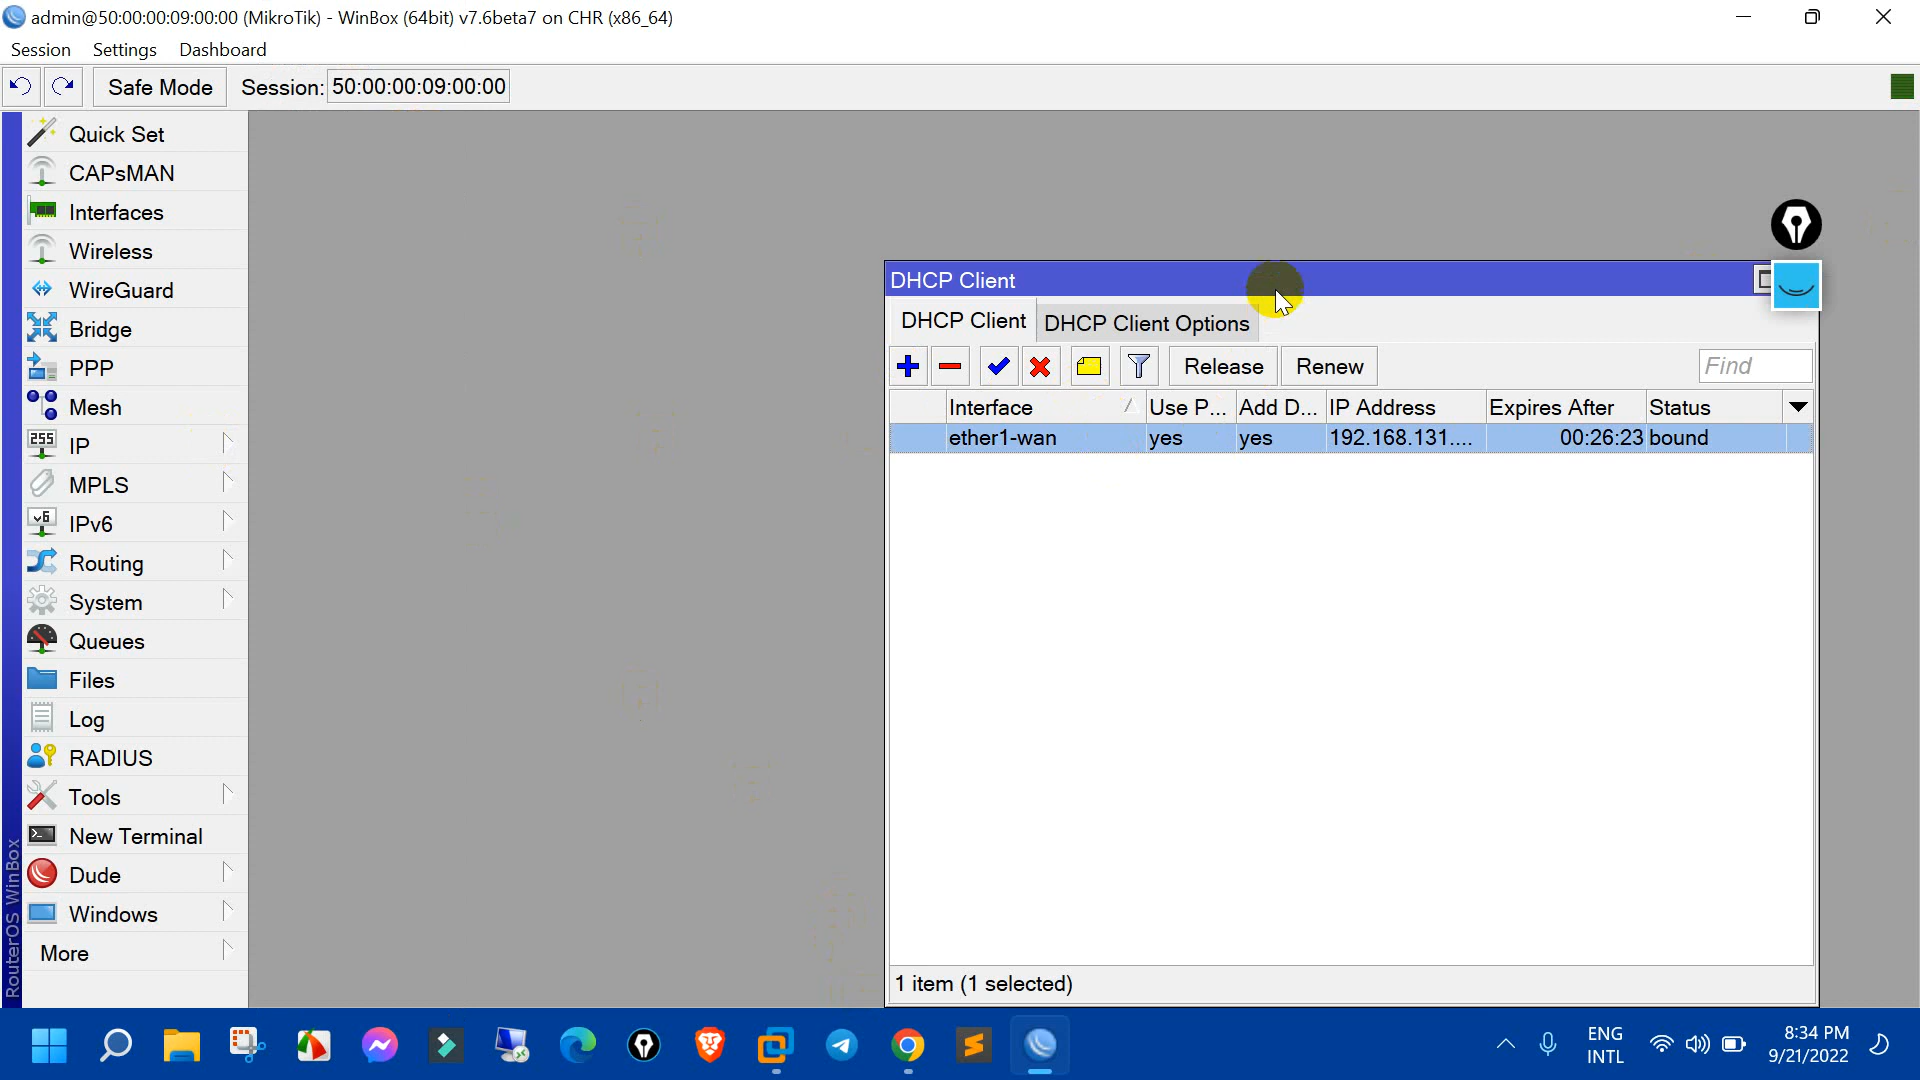 admin@50:00:00:09:00:00 (MikroTik) - WinBox (64bit) v7.6beta7 on CHR (x86_64)
Session Settings Dashboard
Safe Mode Session: 50:00:00:09:00:00
Quick Set
CAPsMAN
Interfaces
Wireless
WireGuard
Bridge
PPP
Mesh
255 IP
MPLS
v6 IPv6
Routing
System
Queues
Files
Log
RADIUS
Tools
New Terminal
Dude
Windows
More
RouterOS WinBox
DHCP Client
DHCP Client DHCP Client Options
Release Renew Find
Interface Use P... Add D... IP Address Expires After Status
ether1-wan yes yes 192.168.131.... 00:26:23 bound
1 item (1 selected)
ENG
INTL
8:34 PM
9/21/2022